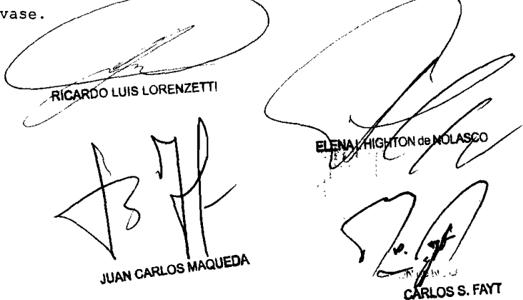 vase.
RICARDO LUIS LORENZETTI
ELENA I. HIGHTON de NOLASCO
JUAN CARLOS MAQUEDA
CARLOS S. FAYT